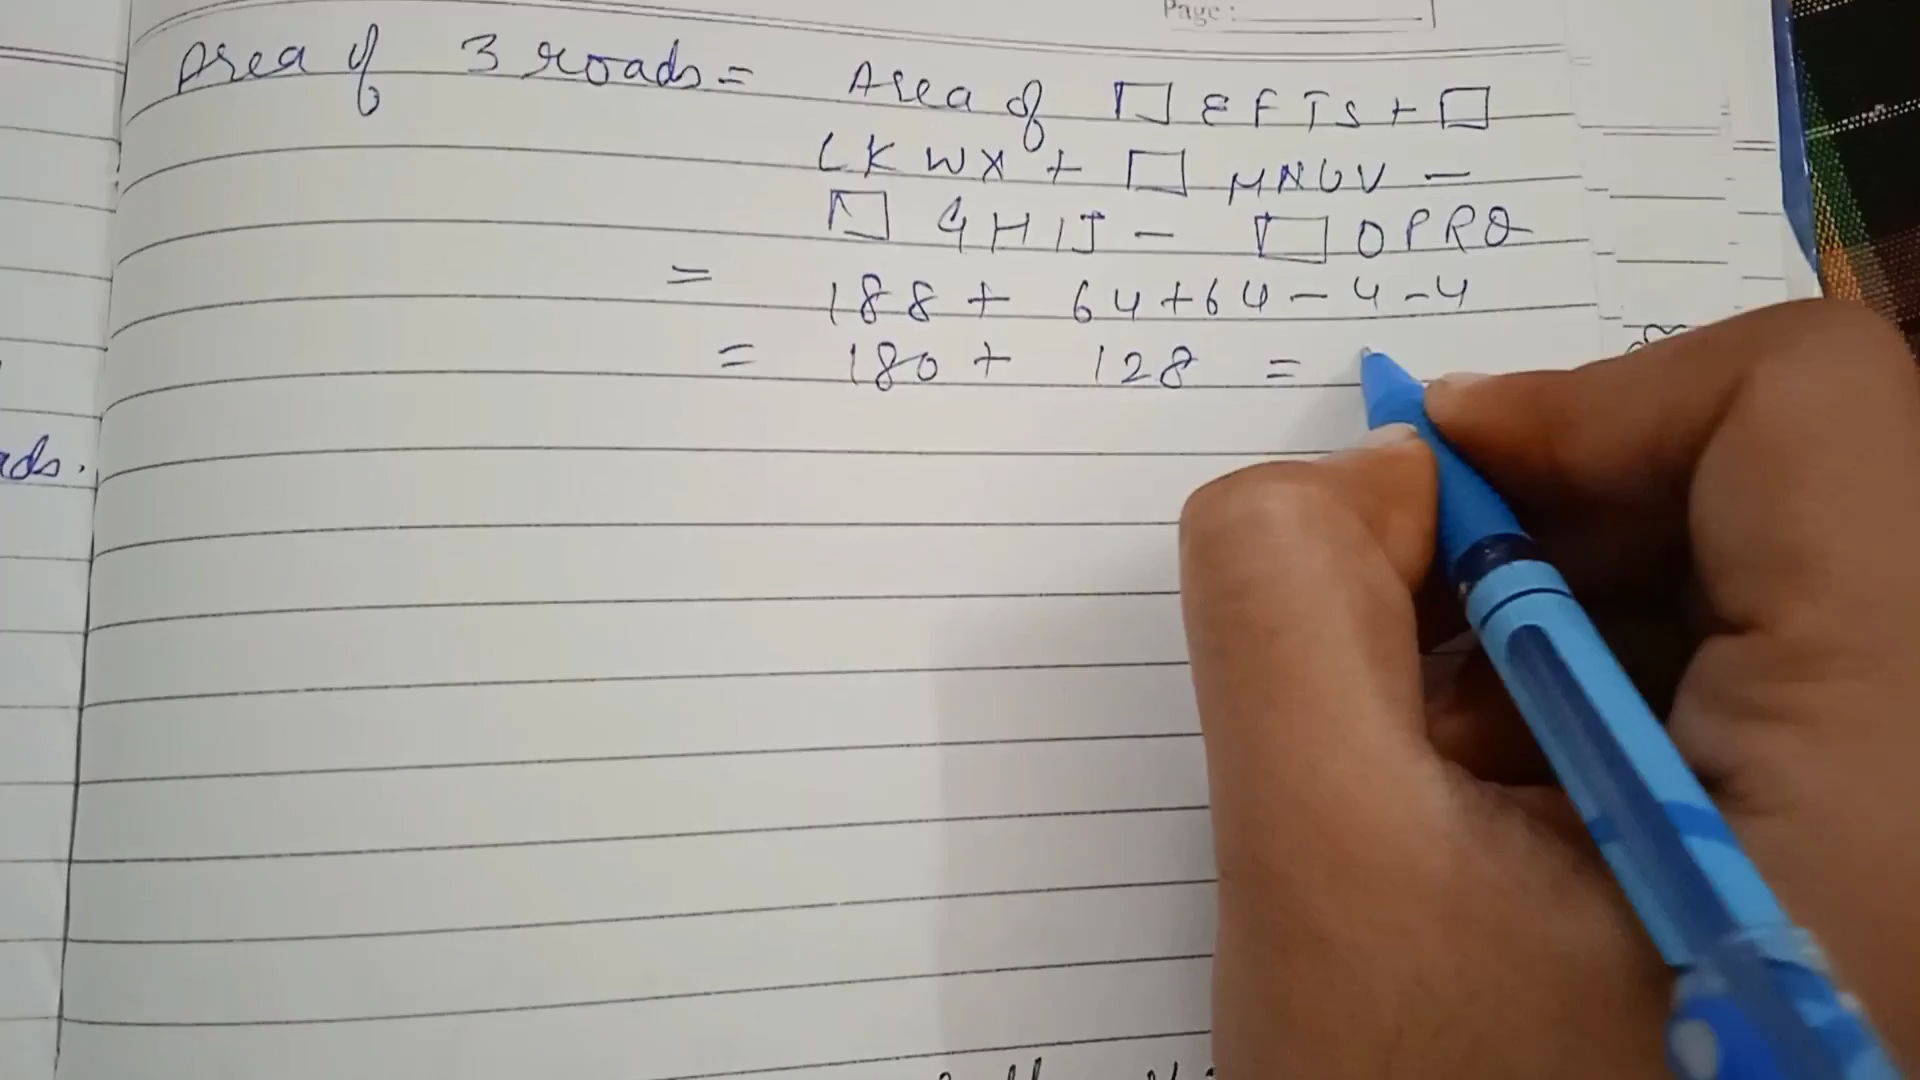 Page :
Area of 3 roads = Area of □ EFTS + □
LKWX + □ MNUV -
□ GHIJ - □ OPRQ
= 188 + 64 + 64 - 4 - 4
= 180 + 128 =
ads.